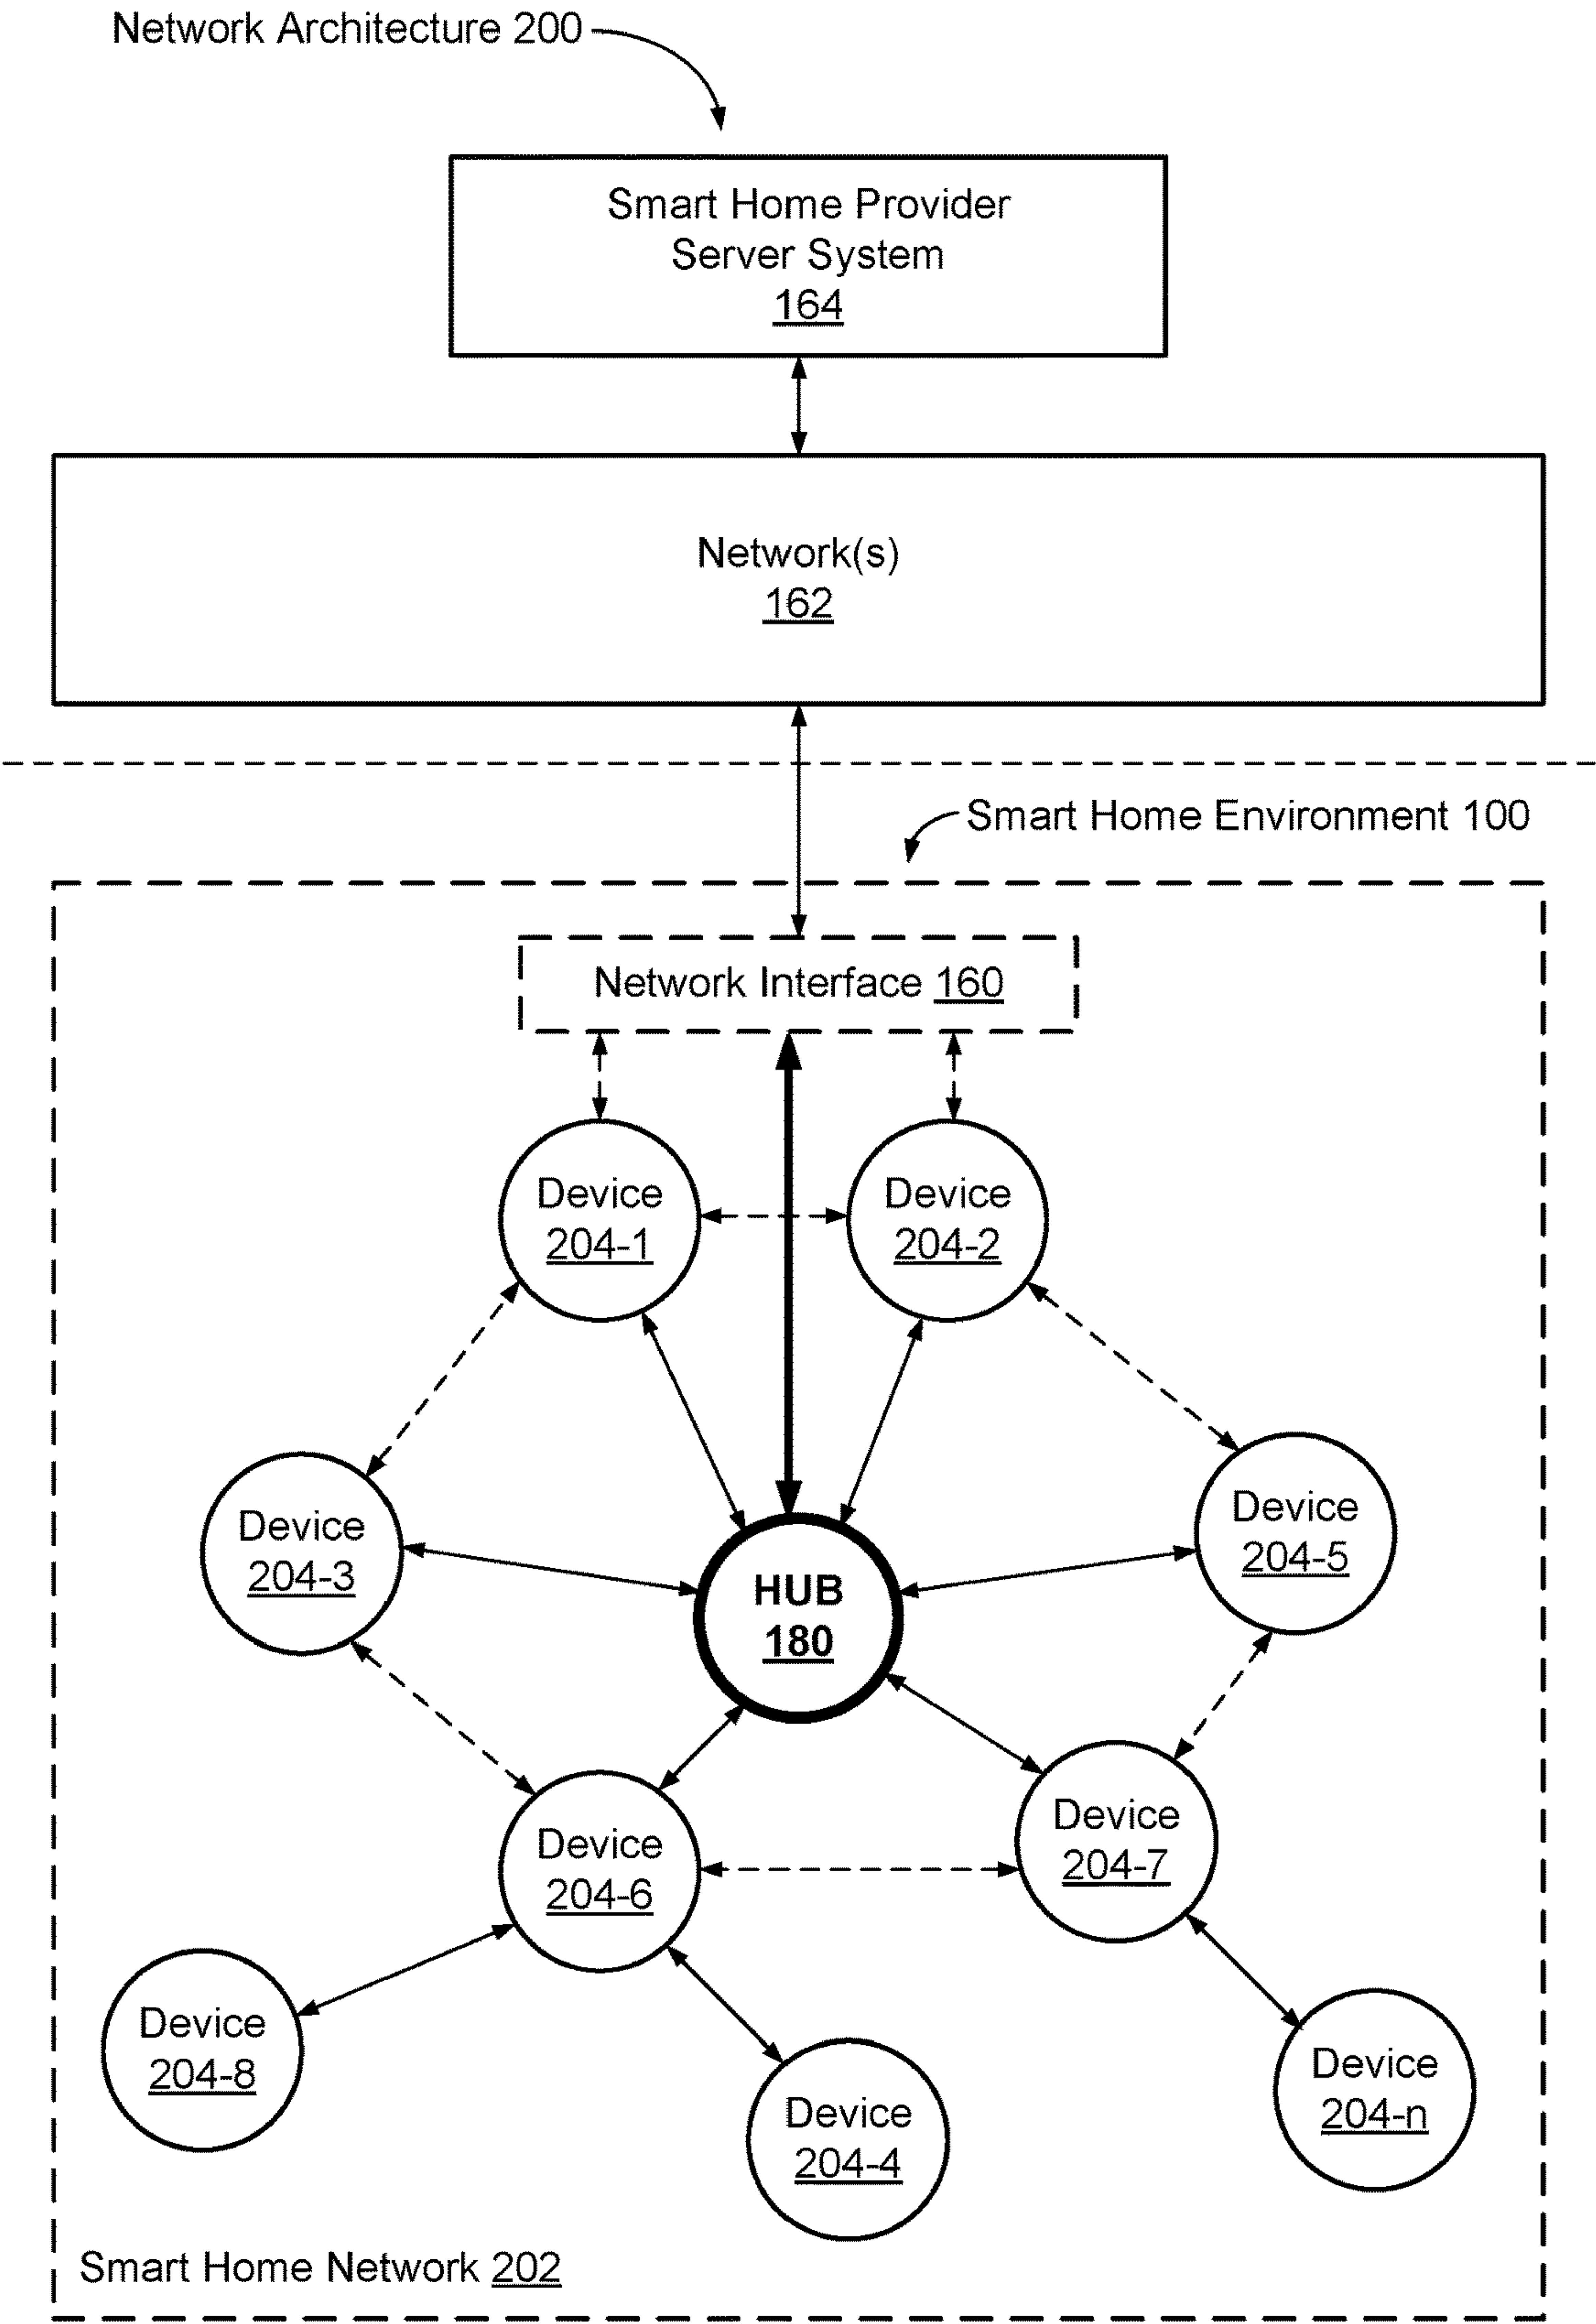 Network Architecture 200
Smart Home Provider
Server System
164
Network(s)
162
Smart Home Environment 100
Network Interface 160
Device
204-1
Device
204-2
Device
204-3
Device
204-5
HUB
180
Device
204-6
Device
204-7
Device
204-8
Device
204-4
Device
204-n
Smart Home Network 202